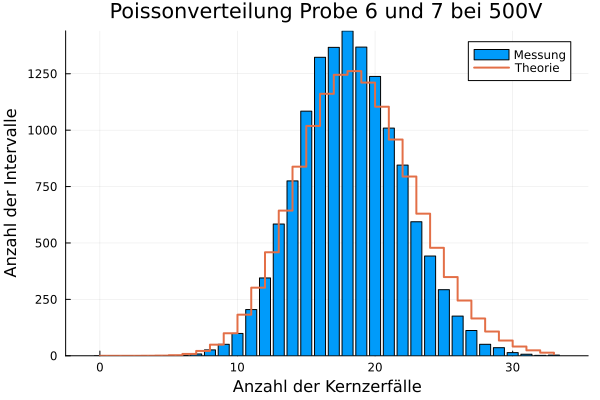 Poissonverteilung Probe 6 und 7 bei 500V
Messung
Theorie
Anzahl der Intervalle
1250
1000
750
500
250
0
0 10 20 30
Anzahl der Kernzerfälle